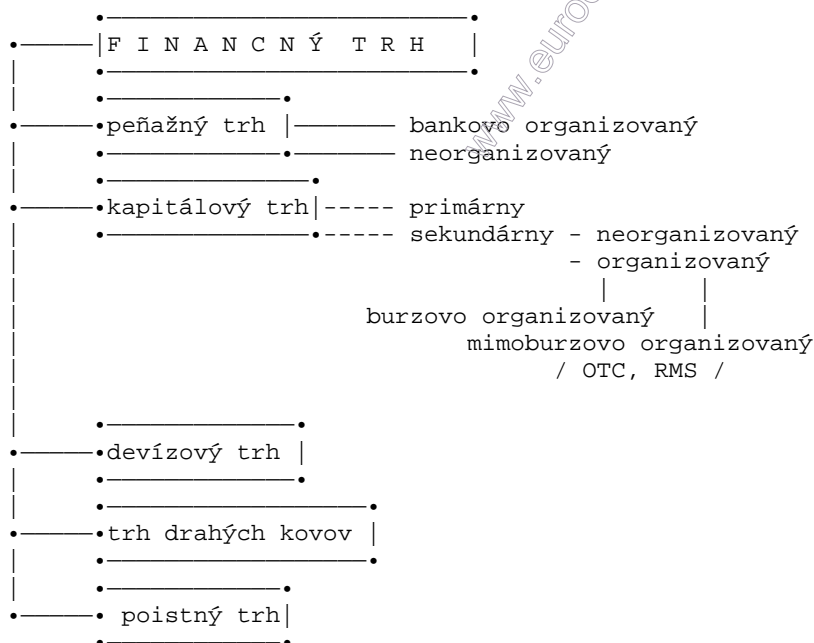 F I N A N C N Ý T R H
peñažný trh bankovo organizovaný
neorganizovaný
kapitálový trh primárny
sekundárny - neorganizovaný
- organizovaný
burzovo organizovaný
mimoburzovo organizovaný
/ OTC, RMS /
devízový trh
trh drahých kovov
poistný trh